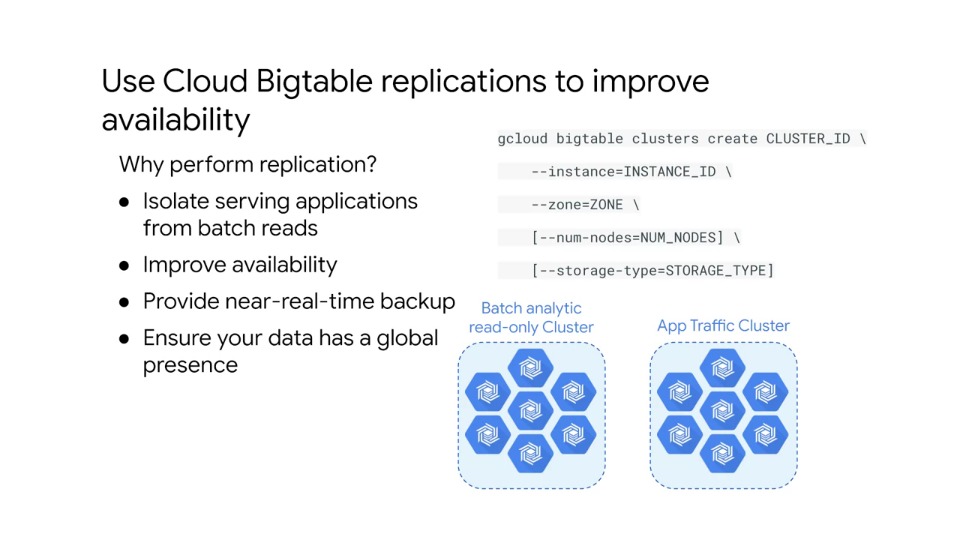 Use Cloud Bigtable replications to improve
availability
Why perform replication?
● Isolate serving applications
from batch reads
● Improve availability
● Provide near-real-time backup
● Ensure your data has a global
presence
gcloud bigtable clusters create CLUSTER_ID \
--instance=INSTANCE_ID \
--zone=ZONE \
[--num-nodes=NUM_NODES] \
[--storage-type=STORAGE_TYPE]
Batch analytic
read-only Cluster
App Traffic Cluster